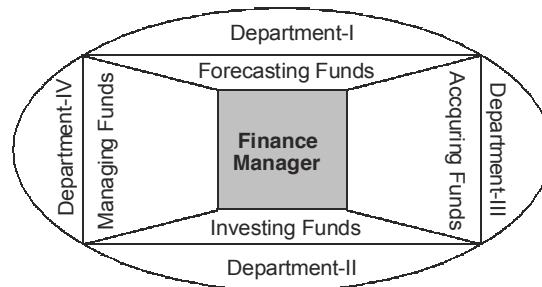 Department-I
Forecasting Funds
Department-IV
Managing Funds
Finance
Manager
Accquring Funds
Department-III
Investing Funds
Department-II